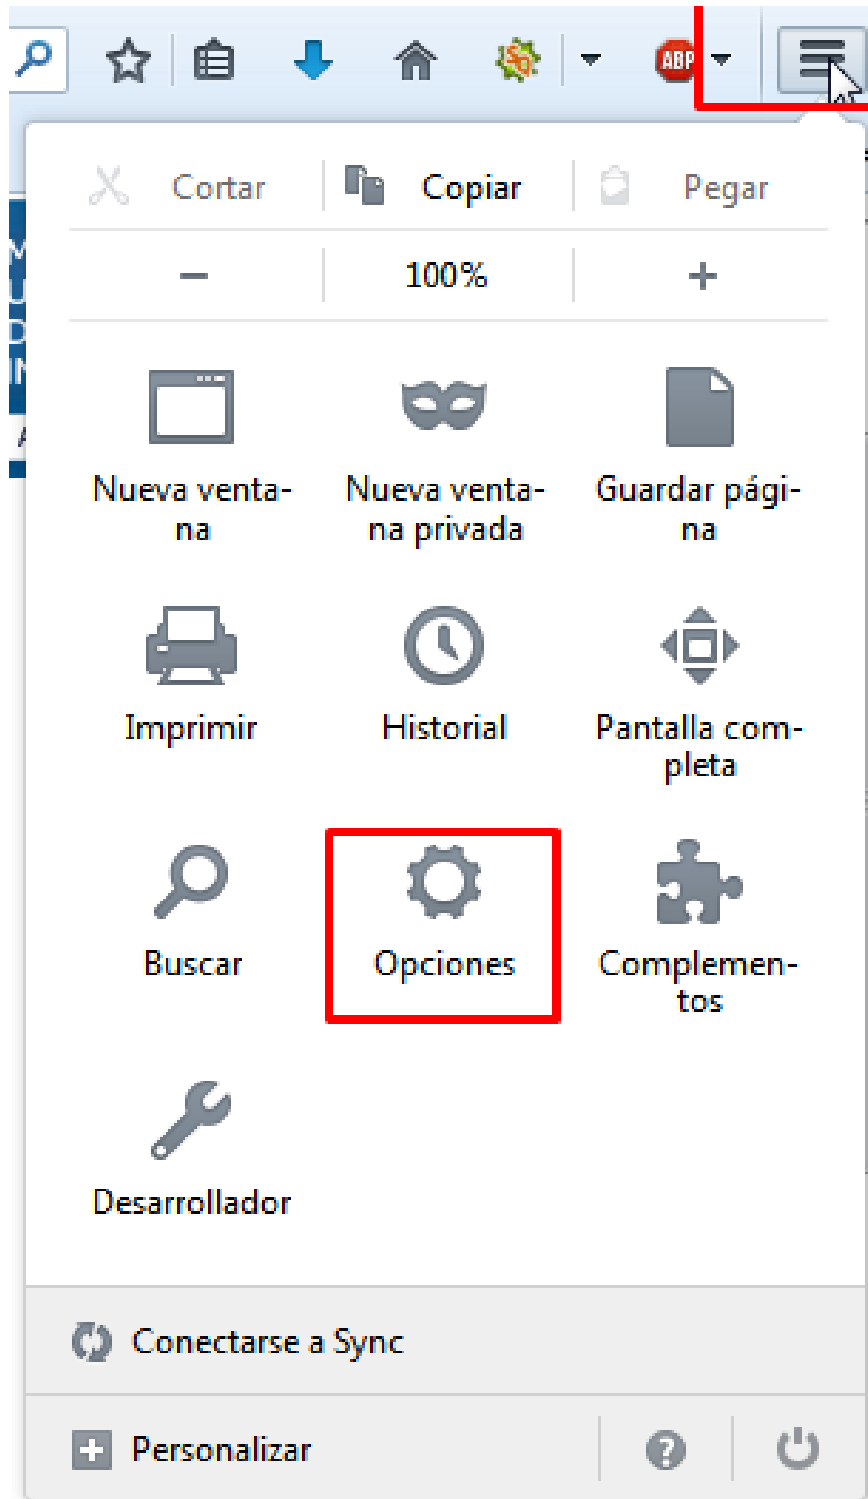 ABP
Cortar Copiar Pegar
M
U
D
IN
100%
Nueva venta-
na
Nueva venta-
na privada
Guardar pági-
na
Imprimir
Historial
Pantalla com-
pleta
Buscar
Opciones
Complemen-
tos
Desarrollador
Conectarse a Sync
Personalizar